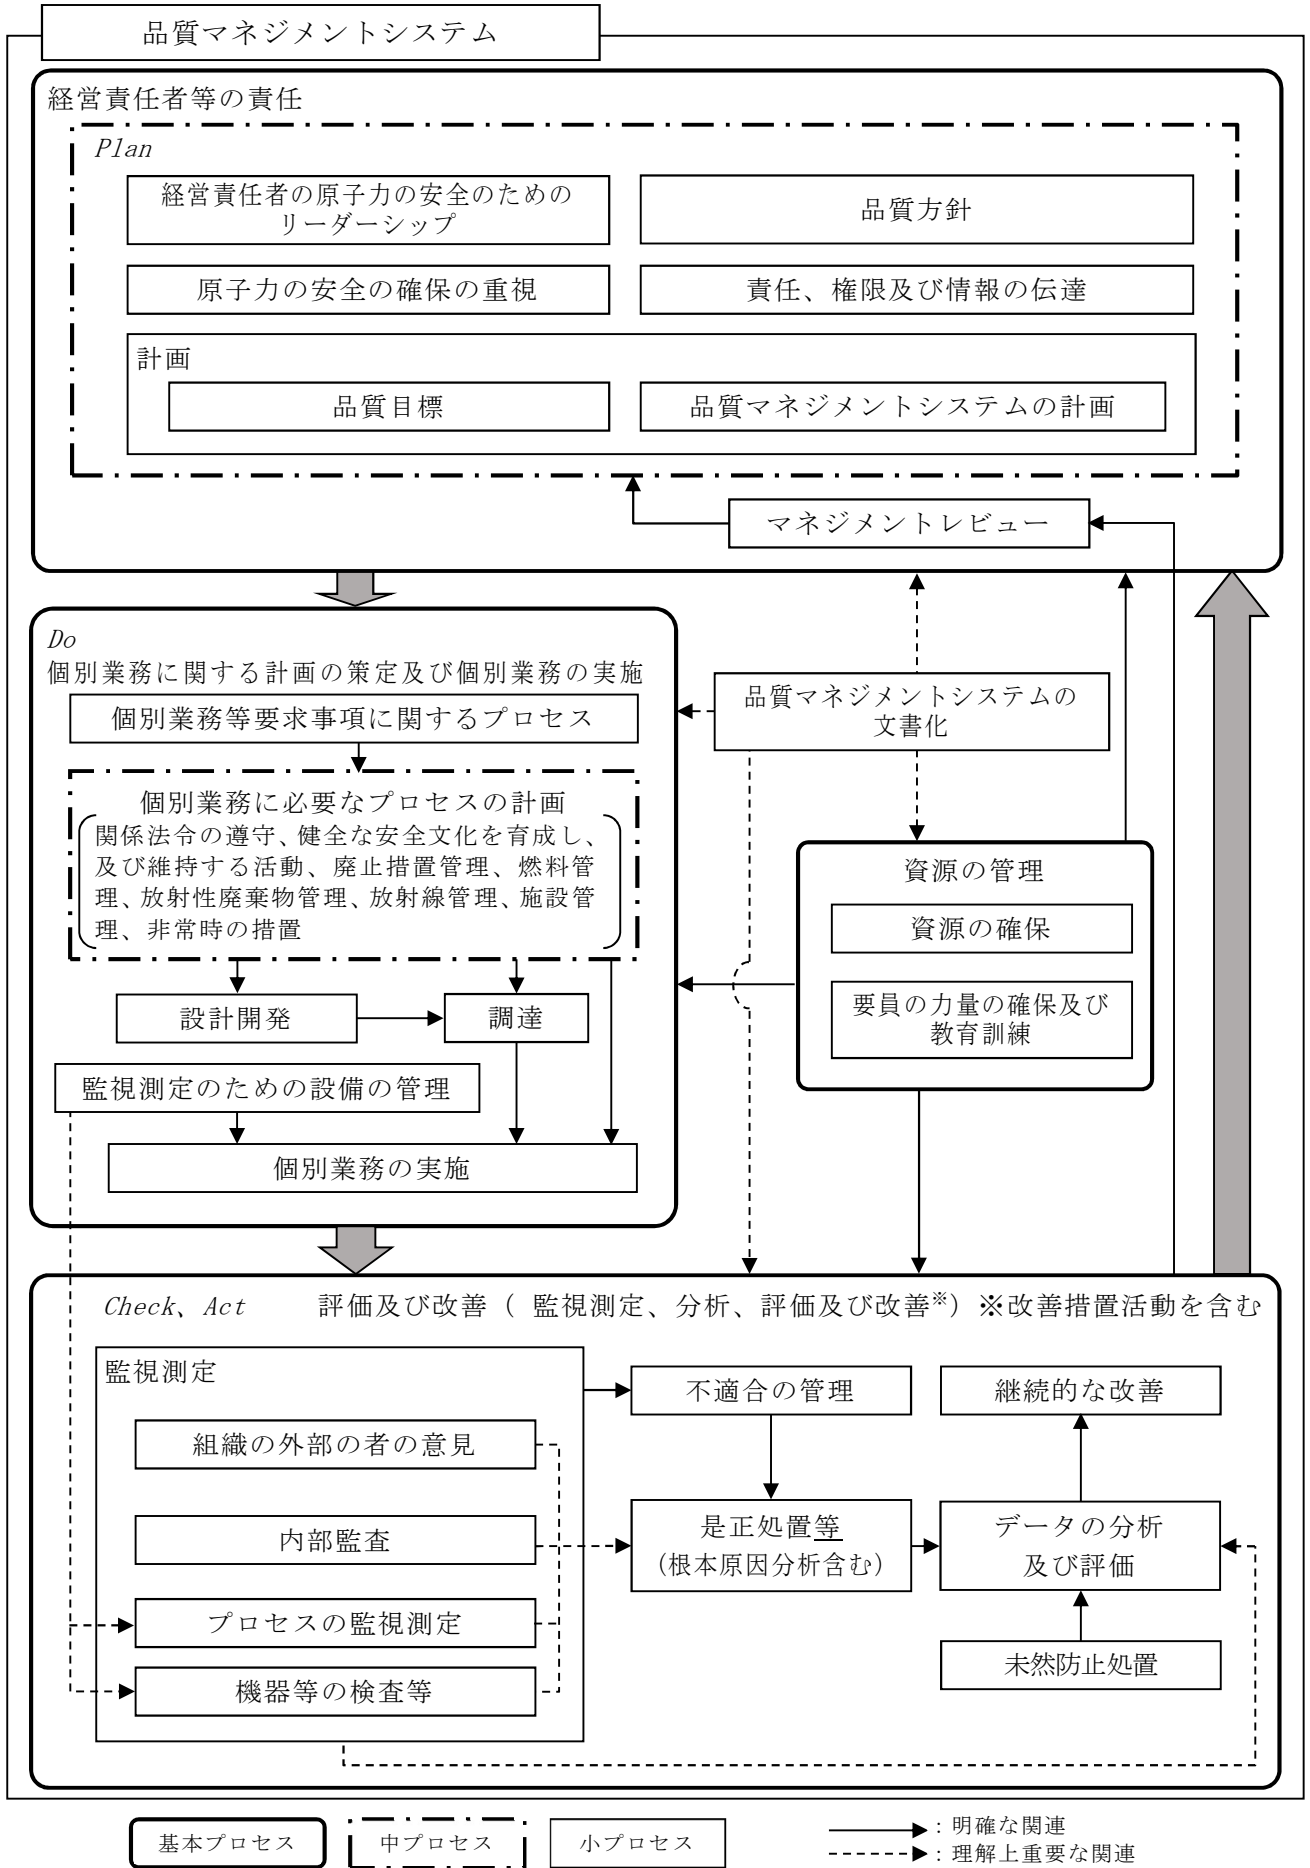 品質マネジメントシステム
経営責任者等の責任
Plan
経営責任者の原子力の安全のための
リーダーシップ
品質方針
原子力の安全の確保の重視
責任、権限及び情報の伝達
計画
品質目標
品質マネジメントシステムの計画
マネジメントレビュー
Do
個別業務に関する計画の策定及び個別業務の実施
個別業務等要求事項に関するプロセス
品質マネジメントシステムの
文書化
個別業務に必要なプロセスの計画
関係法令の遵守、健全な安全文化を育成し、
及び維持する活動、廃止措置管理、燃料管
理、放射性廃棄物管理、放射線管理、施設管
理、非常時の措置
資源の管理
資源の確保
要員の力量の確保及び
教育訓練
設計開発
調達
監視測定のための設備の管理
個別業務の実施
Check、Act 評価及び改善（ 監視測定、分析、評価及び改善※）※改善措置活動を含む
監視測定
不適合の管理
継続的な改善
組織の外部の者の意見
内部監査
是正処置等
（根本原因分析含む）
データの分析
及び評価
プロセスの監視測定
未然防止処置
機器等の検査等
基本プロセス
中プロセス
小プロセス
：明確な関連
：理解上重要な関連